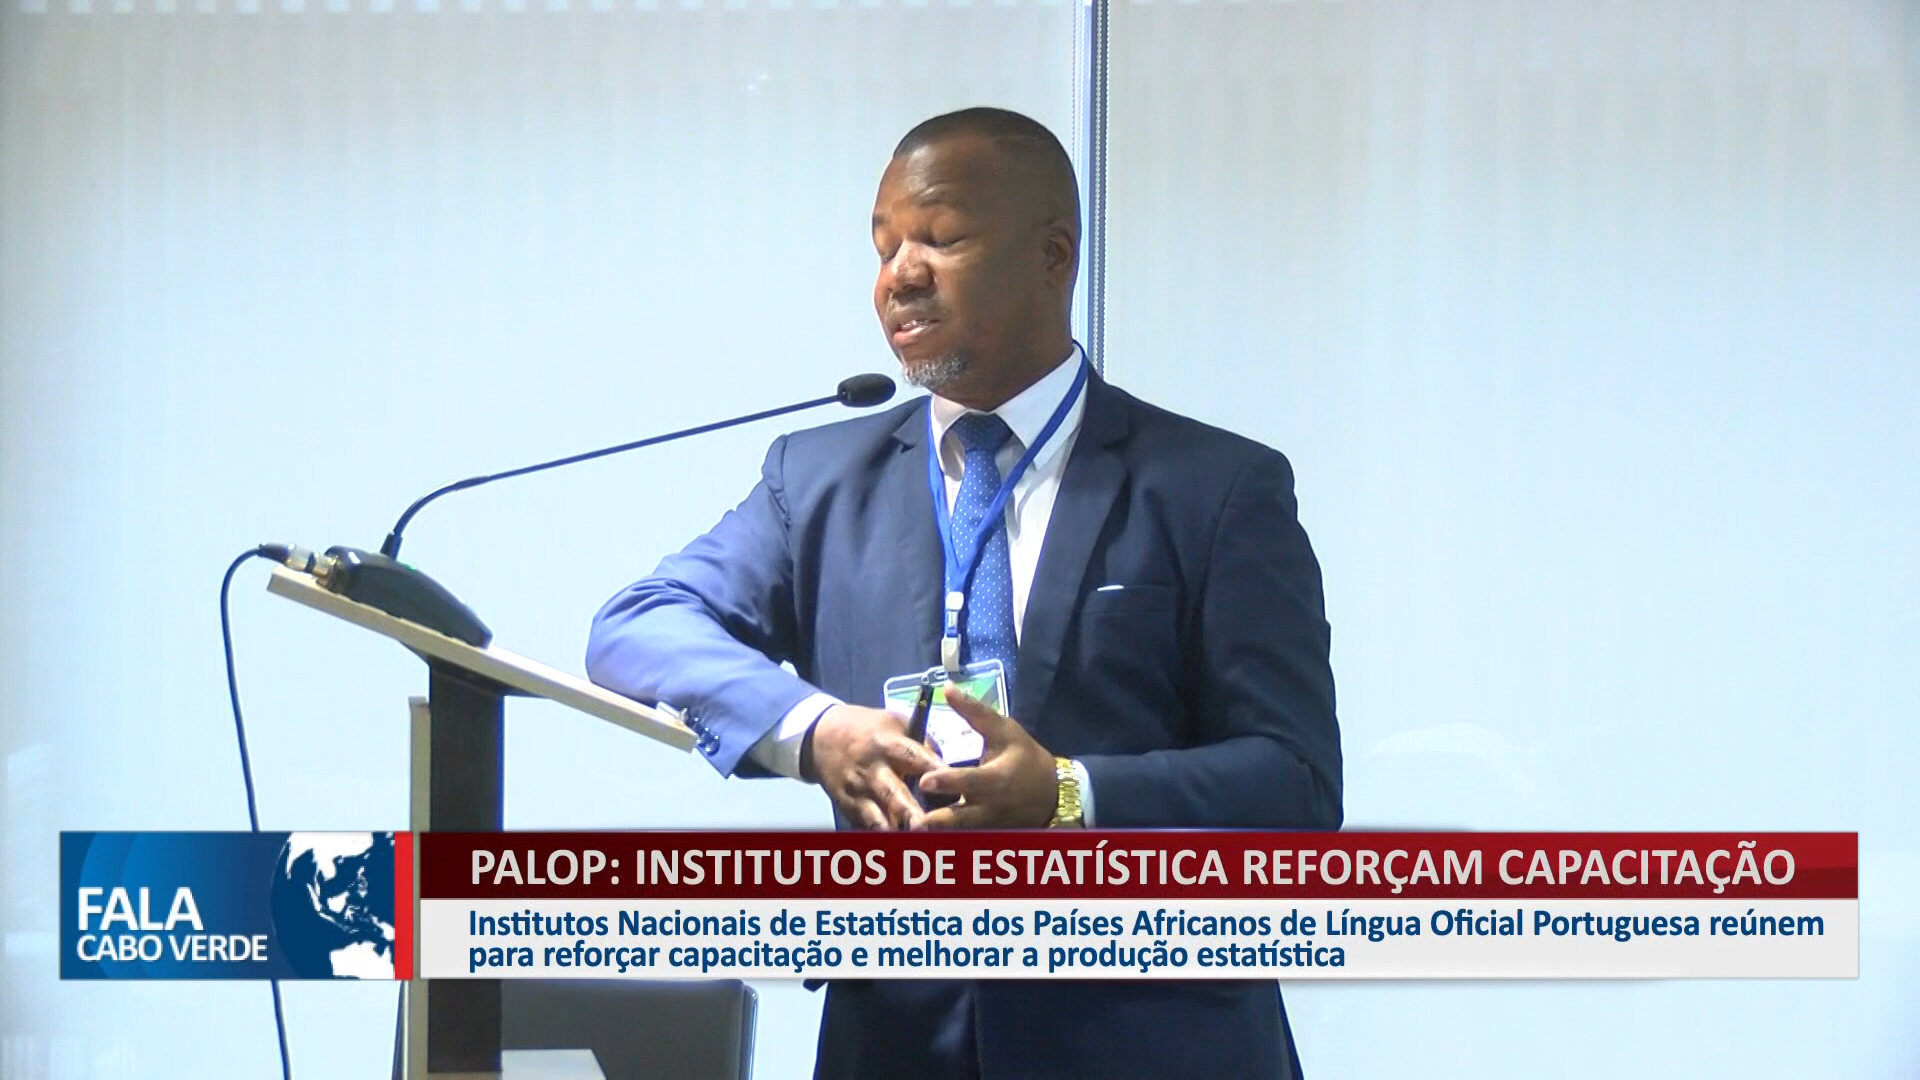 FALA
CABO VERDE
PALOP: INSTITUTOS DE ESTATÍSTICA REFORÇAM CAPACITAÇÃO
Institutos Nacionais de Estatística dos Países Africanos de Língua Oficial Portuguesa reúnem
para reforçar capacitação e melhorar a produção estatística